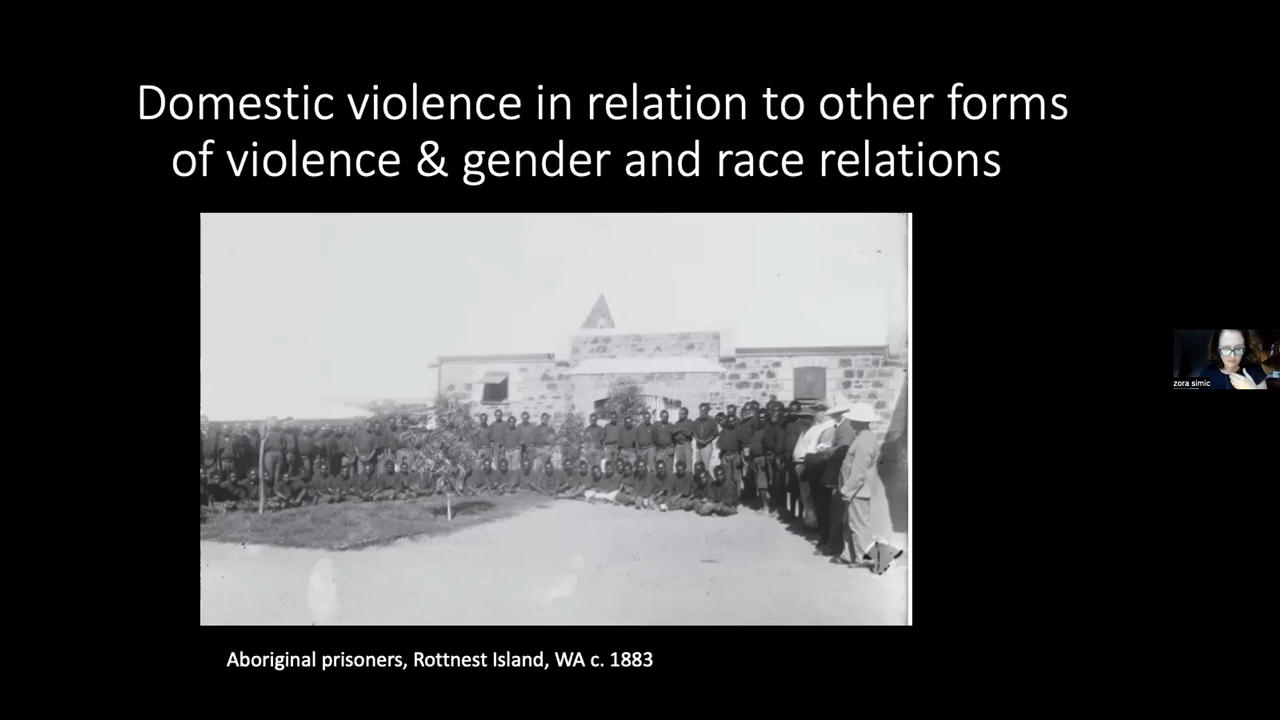 Domestic violence in relation to other forms
of violence & gender and race relations
zora simic
Aboriginal prisoners, Rottnest Island, WA c. 1883